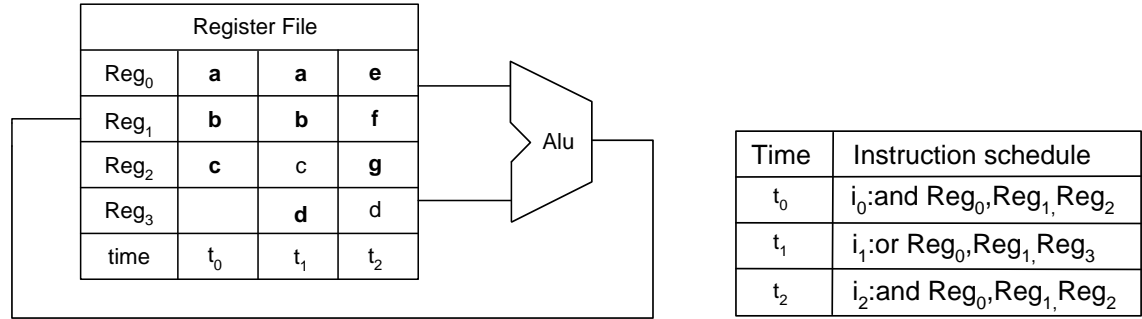 Register File
Reg₀ a a e
Reg₁ b b f
Reg₂ c c g
Reg₃ d d
time t₀ t₁ t₂
Alu
Time Instruction schedule
t₀ i₀:and Reg₀,Reg₁,Reg₂
t₁ i₁:or Reg₀,Reg₁,Reg₃
t₂ i₂:and Reg₀,Reg₁,Reg₂